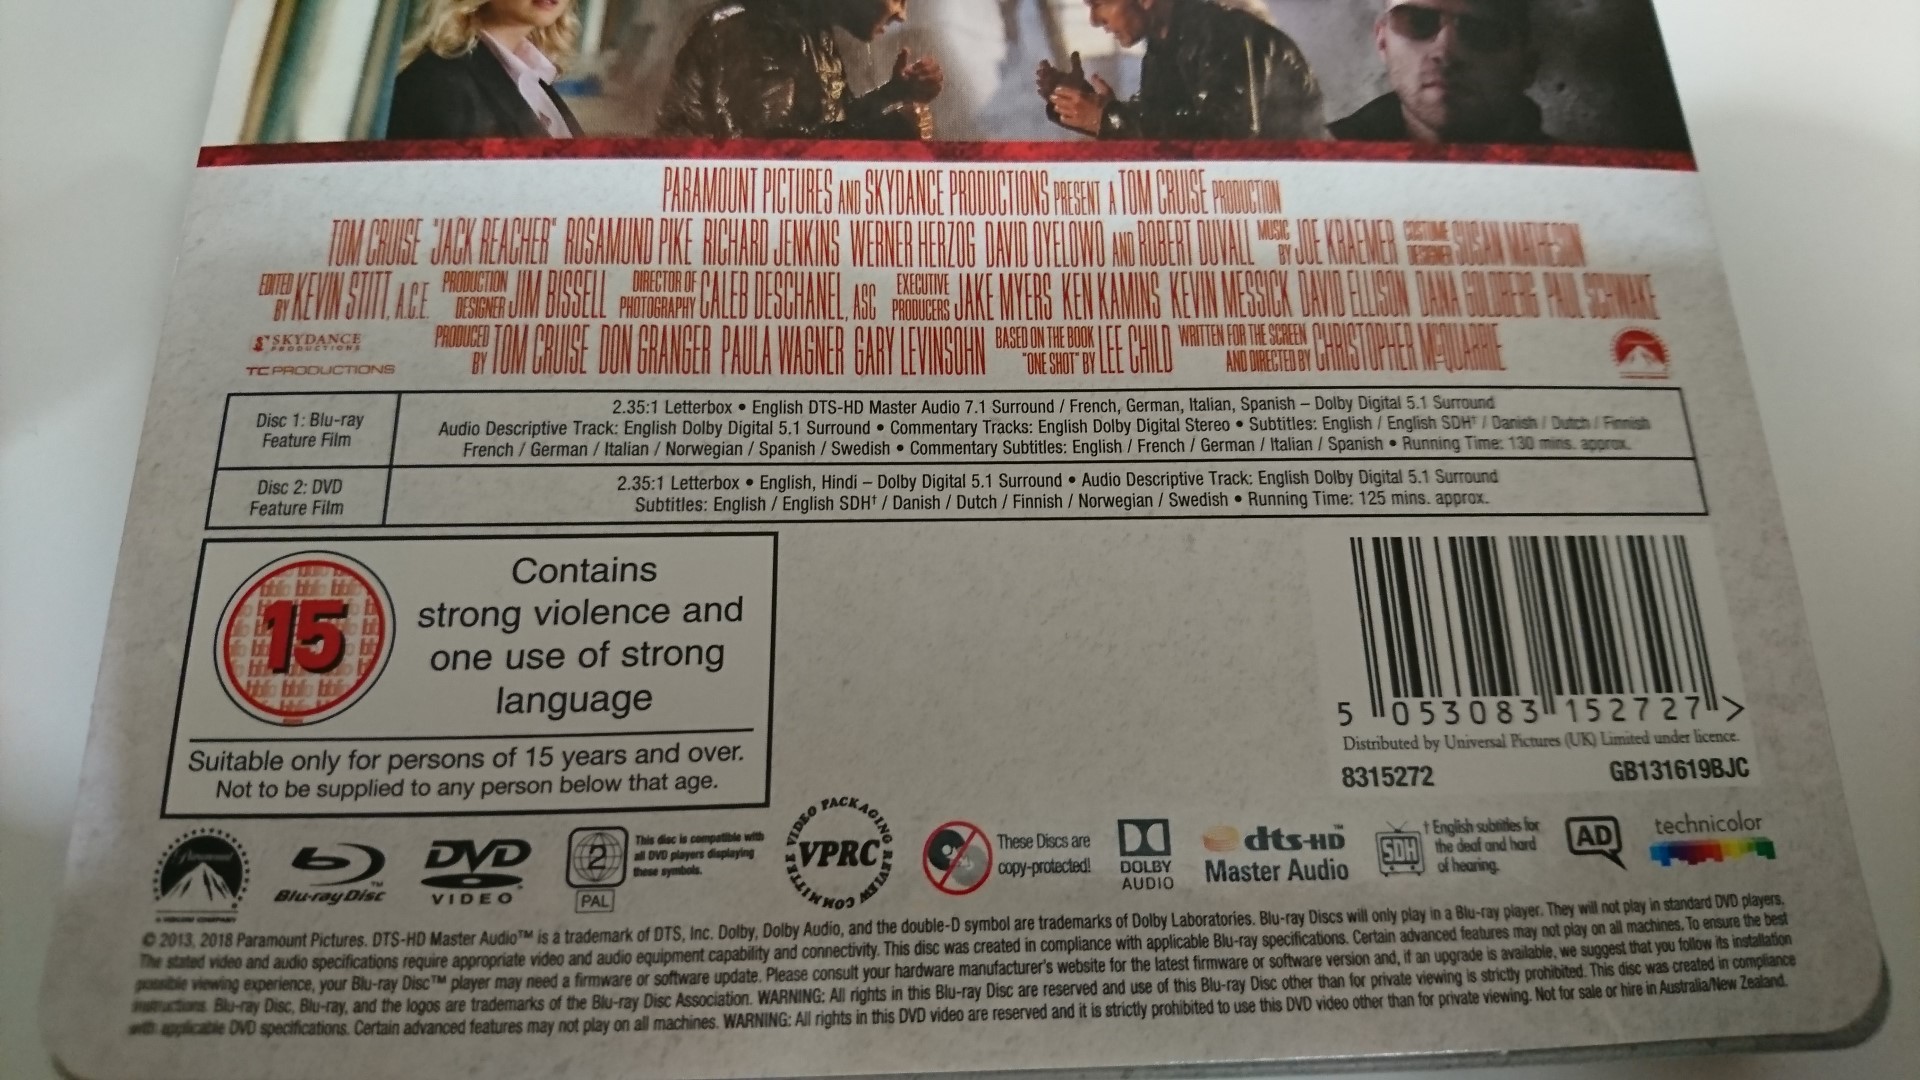 PARAMOUNT PICTURES AND SKYDANCE PRODUCTIONS PRESENT A TOM CRUISE PRODUCTION
TOM CRUISE "JACK REACHER" ROSAMUND PIKE RICHARD JENKINS WERNER HERZOG DAVID OYELOWO AND ROBERT DUVALL MUSIC BY JOE KRAEMER COSTUME DESIGNER SUSAN MATHESON
EDITED BY KEVIN STITT, A.C.E. PRODUCTION DESIGNER JIM BISSELL DIRECTOR OF PHOTOGRAPHY CALEB DESCHANEL, ASC EXECUTIVE PRODUCERS JAKE MYERS KEN KAMINS KEVIN MESSICK DAVID ELLISON DANA GOLDBERG PAUL SCHWAKE
SKYDANCE PRODUCTIONS
TC PRODUCTIONS
PRODUCED BY TOM CRUISE DON GRANGER PAULA WAGNER GARY LEVINSOHN BASED ON THE BOOK "ONE SHOT" BY LEE CHILD WRITTEN FOR THE SCREEN AND DIRECTED BY CHRISTOPHER McQUARRIE
Disc 1: Blu-ray
Feature Film
2.35:1 Letterbox • English DTS-HD Master Audio 7.1 Surround / French, German, Italian, Spanish – Dolby Digital 5.1 Surround
Audio Descriptive Track: English Dolby Digital 5.1 Surround • Commentary Tracks: English Dolby Digital Stereo • Subtitles: English / English SDH† / Danish / Dutch / Finnish
French / German / Italian / Norwegian / Spanish / Swedish • Commentary Subtitles: English / French / German / Italian / Spanish • Running Time: 130 mins. approx.
Disc 2: DVD
Feature Film
2.35:1 Letterbox • English, Hindi – Dolby Digital 5.1 Surround • Audio Descriptive Track: English Dolby Digital 5.1 Surround
Subtitles: English / English SDH† / Danish / Dutch / Finnish / Norwegian / Swedish • Running Time: 125 mins. approx.
15
Contains
strong violence and
one use of strong
language
Suitable only for persons of 15 years and over.
Not to be supplied to any person below that age.
5 053083 152727 >
Distributed by Universal Pictures (UK) Limited under licence.
8315272 GB131619BJC
Paramount
Blu-ray Disc™
DVD
VIDEO
2
PAL
This disc is compatible with
all DVD players displaying
these symbols.
VIDEO PACKAGING REVIEW COMMITTEE
VPRC
These Discs are
copy-protected!
DOLBY
AUDIO
dts-HD™
Master Audio
SDH
† English subtitles for
the deaf and hard
of hearing.
AD
technicolor
© 2013, 2018 Paramount Pictures. DTS-HD Master Audio™ is a trademark of DTS, Inc. Dolby, Dolby Audio, and the double-D symbol are trademarks of Dolby Laboratories. Blu-ray Discs will only play in a Blu-ray player. They will not play in standard DVD players.
The stated video and audio specifications require appropriate video and audio equipment capability and connectivity. This disc was created in compliance with applicable Blu-ray specifications. Certain advanced features may not play on all machines. To ensure the best
possible viewing experience, your Blu-ray Disc™ player may need a firmware or software update. Please consult your hardware manufacturer's website for the latest firmware or software version and, if an upgrade is available, we suggest that you follow its installation
instructions. Blu-ray Disc, Blu-ray, and the logos are trademarks of the Blu-ray Disc Association. WARNING: All rights in this Blu-ray Disc are reserved and use of this Blu-ray Disc other than for private viewing is strictly prohibited. This disc was created in compliance
with applicable DVD specifications. Certain advanced features may not play on all machines. WARNING: All rights in this DVD video are reserved and it is strictly prohibited to use this DVD video other than for private viewing. Not for sale or hire in Australia/New Zealand.